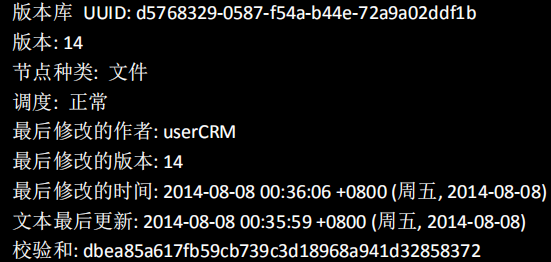 版本库 UUID: d5768329-0587-f54a-b44e-72a9a02ddf1b
版本: 14
节点种类: 文件
调度: 正常
最后修改的作者: userCRM
最后修改的版本: 14
最后修改的时间: 2014-08-08 00:36:06 +0800 (周五, 2014-08-08)
文本最后更新: 2014-08-08 00:35:59 +0800 (周五, 2014-08-08)
校验和: dbea85a617fb59cb739c3d18968a941d32858372